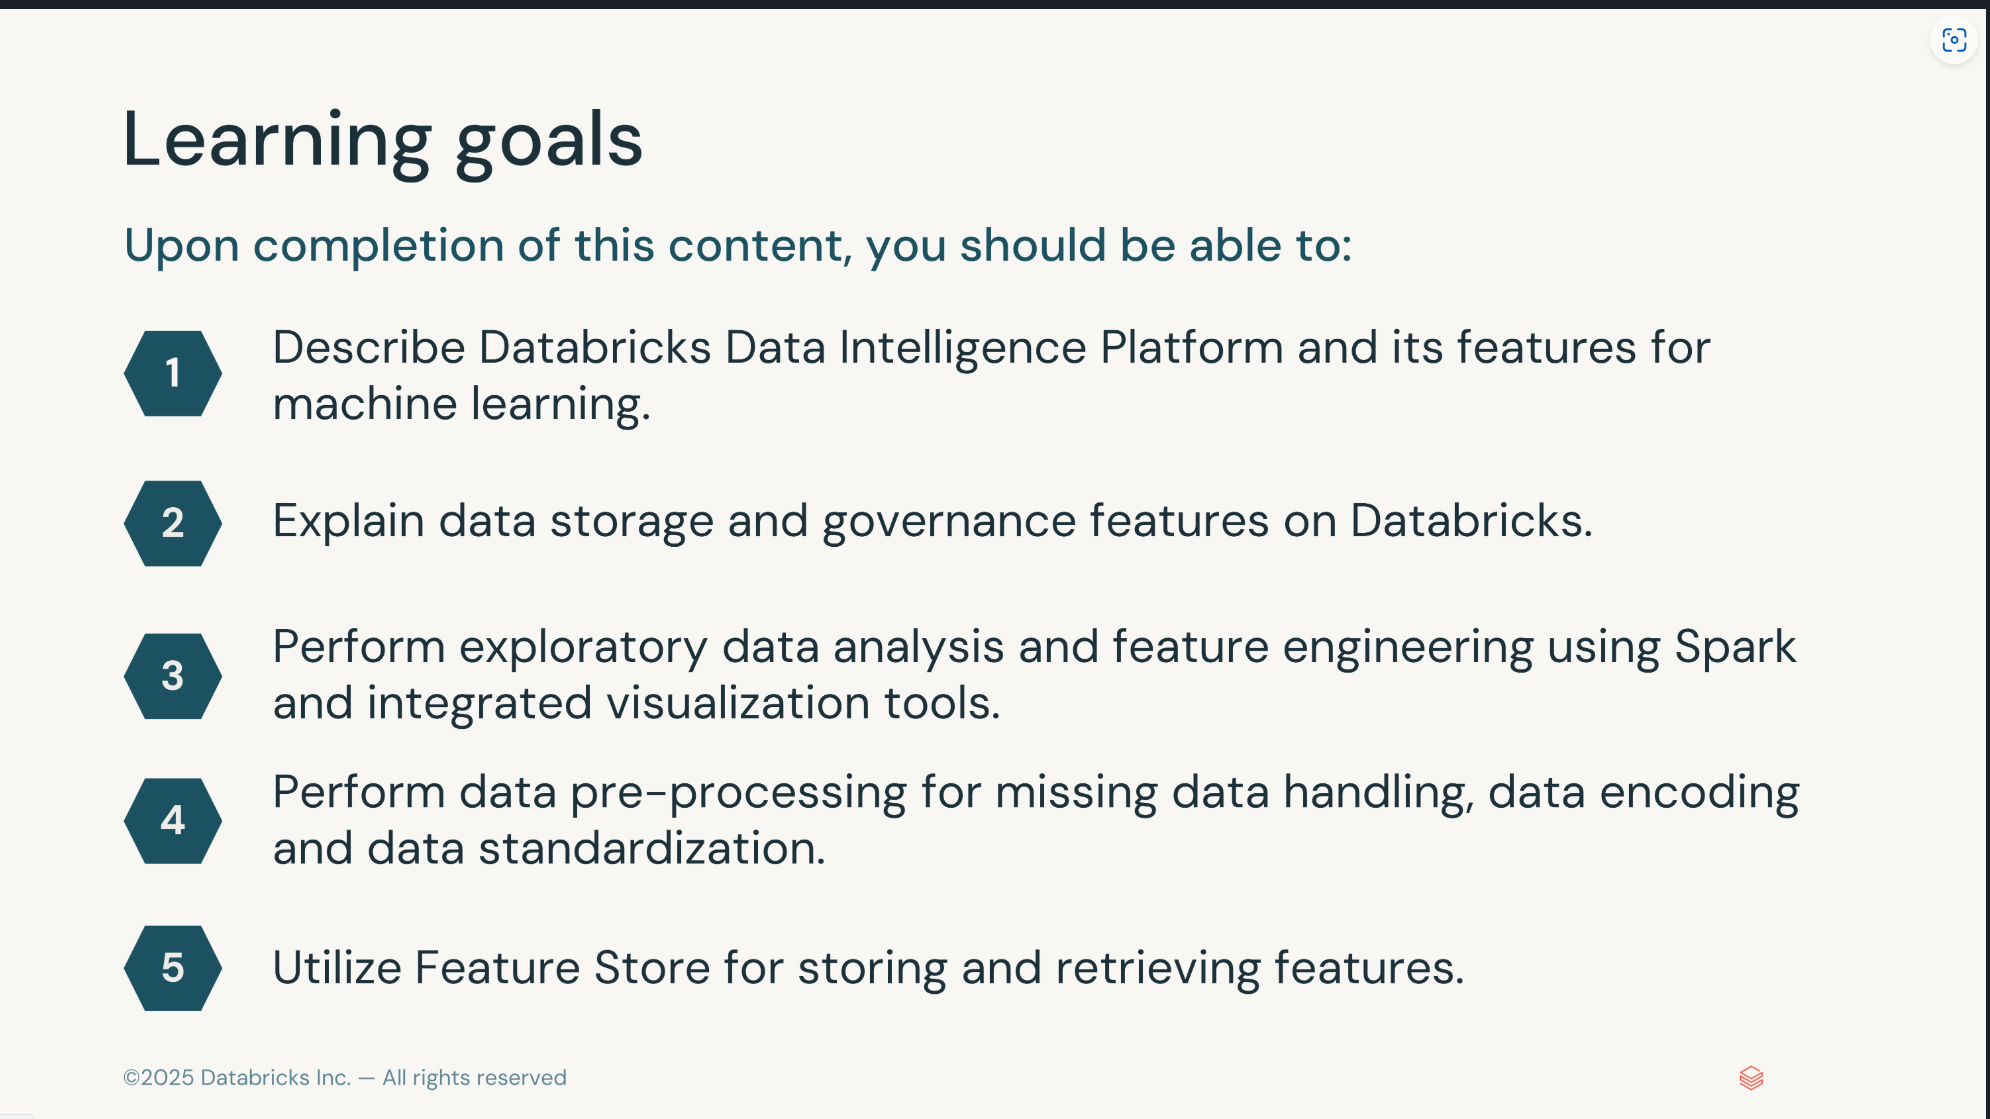 Learning goals
Upon completion of this content, you should be able to:
1
Describe Databricks Data Intelligence Platform and its features for
machine learning.
2
Explain data storage and governance features on Databricks.
3
Perform exploratory data analysis and feature engineering using Spark
and integrated visualization tools.
4
Perform data pre-processing for missing data handling, data encoding
and data standardization.
5
Utilize Feature Store for storing and retrieving features.
©2025 Databricks Inc. — All rights reserved